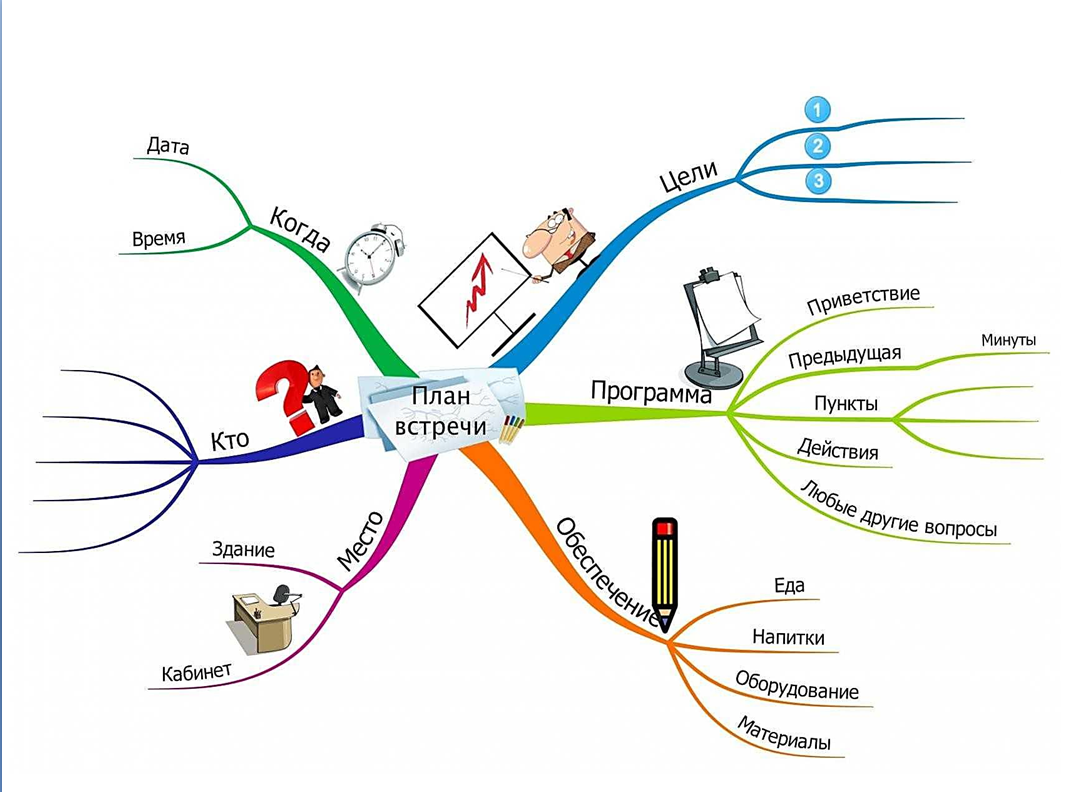 План
встречи
Цели
1
2
3
Программа
Приветствие
Предыдущая
Минуты
Пункты
Действия
Любые другие вопросы
Обеспечение
Еда
Напитки
Оборудование
Материалы
Место
Здание
Кабинет
Кто
Когда
Дата
Время